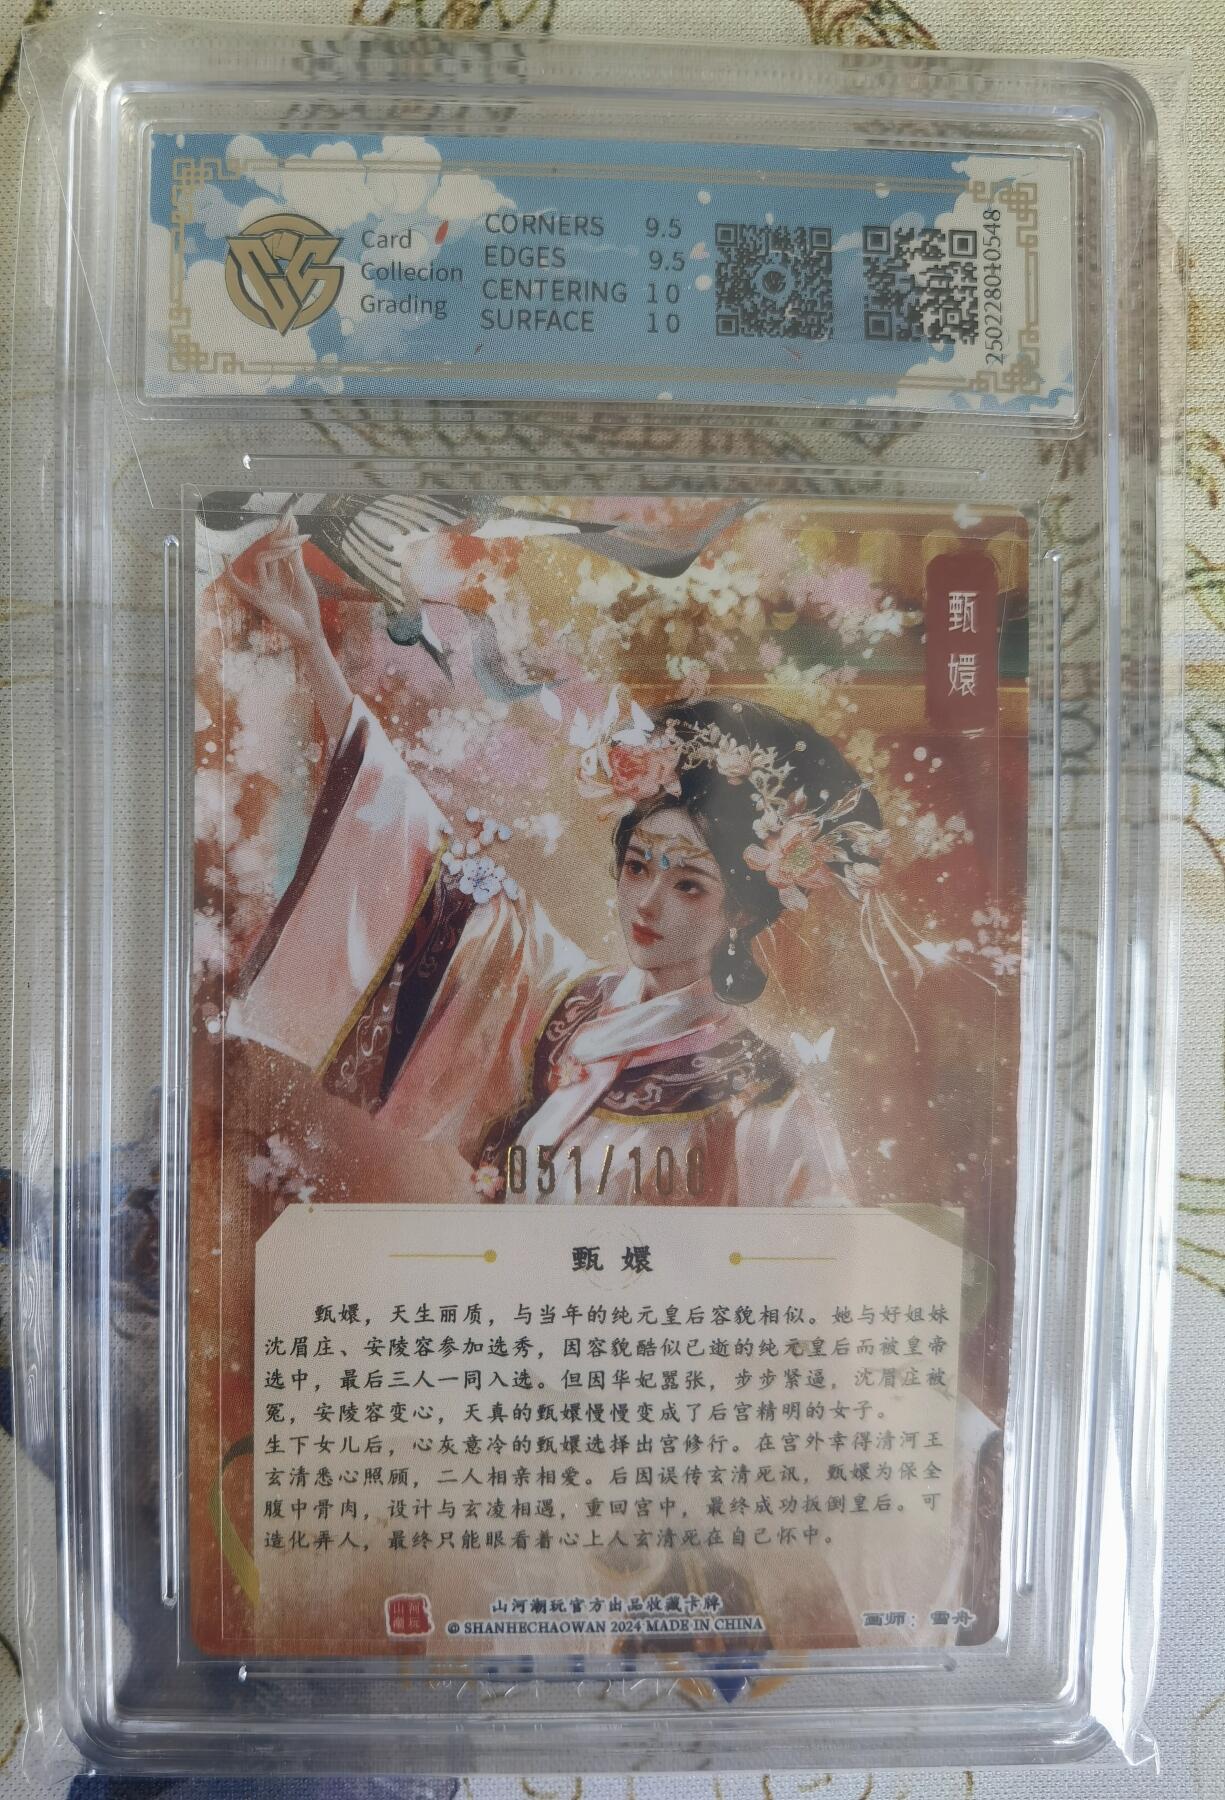 CCG
Card
Collecion
Grading
CORNERS 9.5
EDGES 9.5
CENTERING 10
SURFACE 10
250228010548
甄嬛
051/100
甄嬛
甄嬛，天生丽质，与当年的纯元皇后容貌相似。她与好姐妹
沈眉庄、安陵容参加选秀，因容貌酷似已逝的纯元皇后而被皇帝
选中，最后三人一同入选。但因华妃嚣张，步步紧逼，沈眉庄被
冤，安陵容变心，天真的甄嬛慢慢变成了后宫精明的女子。
生下女儿后，心灰意冷的甄嬛选择出宫修行。在宫外幸得清河王
玄清悉心照顾，二人相亲相爱。后因误传玄清死讯，甄嬛为保全
腹中骨肉，设计与玄凌相遇，重回宫中，最终成功扳倒皇后。可
造化弄人，最终只能眼看着心上人玄清死在自己怀中。
山河潮玩
山河潮玩官方出品收藏卡牌
© SHANHECHAOWAN 2024 MADE IN CHINA
画师：雪舟